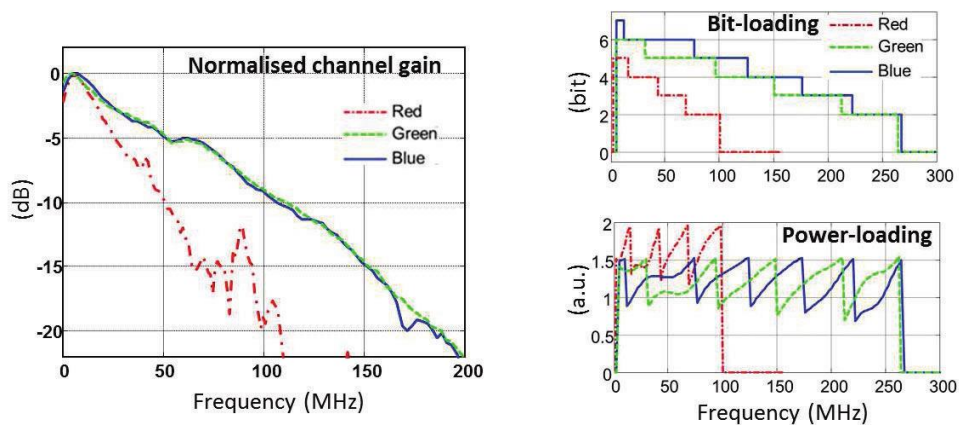 Normalised channel gain
Red
Green
Blue
0
-5
-10
-15
-20
(dB)
0 50 100 150 200
Frequency (MHz)
Bit-loading
Red
Green
Blue
6
4
2
0
(bit)
0 50 100 150 200 250 300
Power-loading
2
1.5
1
0.5
0
(a.u.)
0 50 100 150 200 250 300
Frequency (MHz)